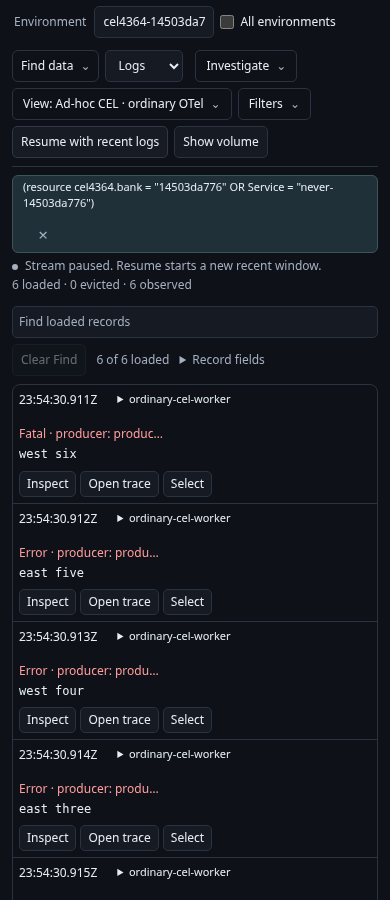 Environment cel4364-14503da7 All environments
Find data Logs Investigate
View: Ad-hoc CEL · ordinary OTel Filters
Resume with recent logs Show volume
(resource cel4364.bank = "14503da776" OR Service = "never-
14503da776")
×
Stream paused. Resume starts a new recent window.
6 loaded · 0 evicted · 6 observed
Find loaded records
Clear Find 6 of 6 loaded ▶ Record fields
23:54:30.911Z ▶ ordinary-cel-worker
Fatal · producer: produc…
west six
Inspect Open trace Select
23:54:30.912Z ▶ ordinary-cel-worker
Error · producer: produ…
east five
Inspect Open trace Select
23:54:30.913Z ▶ ordinary-cel-worker
Error · producer: produ…
west four
Inspect Open trace Select
23:54:30.914Z ▶ ordinary-cel-worker
Error · producer: produ…
east three
Inspect Open trace Select
23:54:30.915Z ▶ ordinary-cel-worker